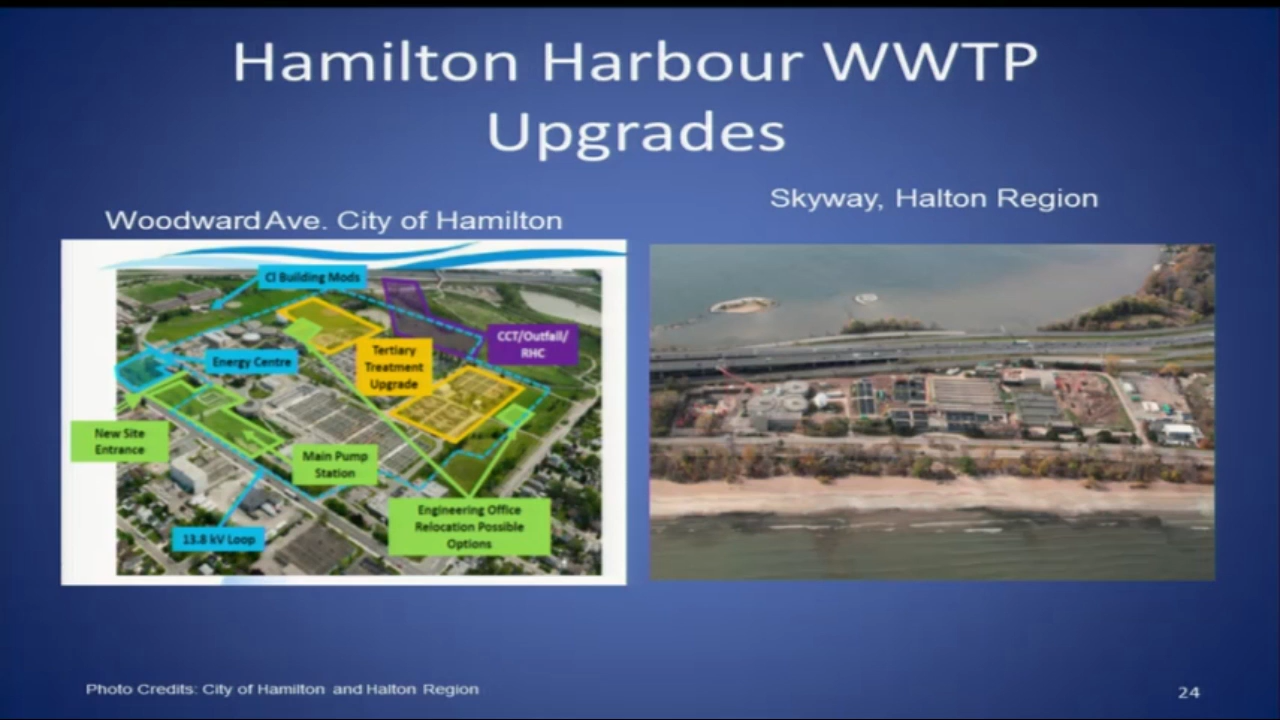 Hamilton Harbour WWTP
Upgrades
Woodward Ave. City of Hamilton
Skyway, Halton Region
Cl Building Mods
CCT/Outfall/
RHC
Energy Centre
Tertiary
Treatment
Upgrade
New Site
Entrance
Main Pump
Station
Engineering Office
Relocation Possible
Options
13.8 kV Loop
Photo Credits: City of Hamilton and Halton Region
24